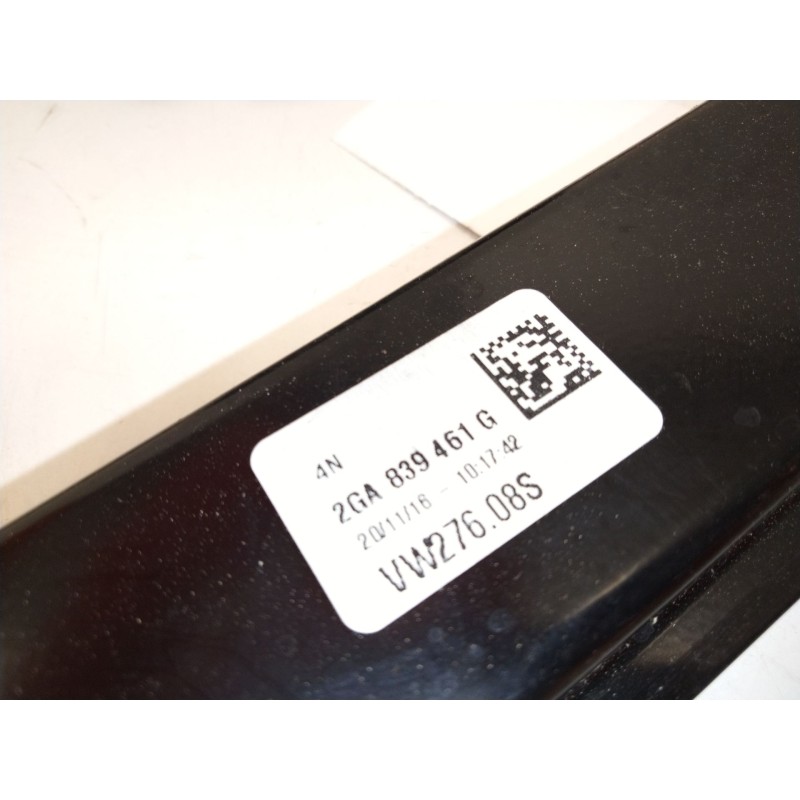 4N
2GA 839 461 G
20/11/16 - 10:17:42
VW276.08S